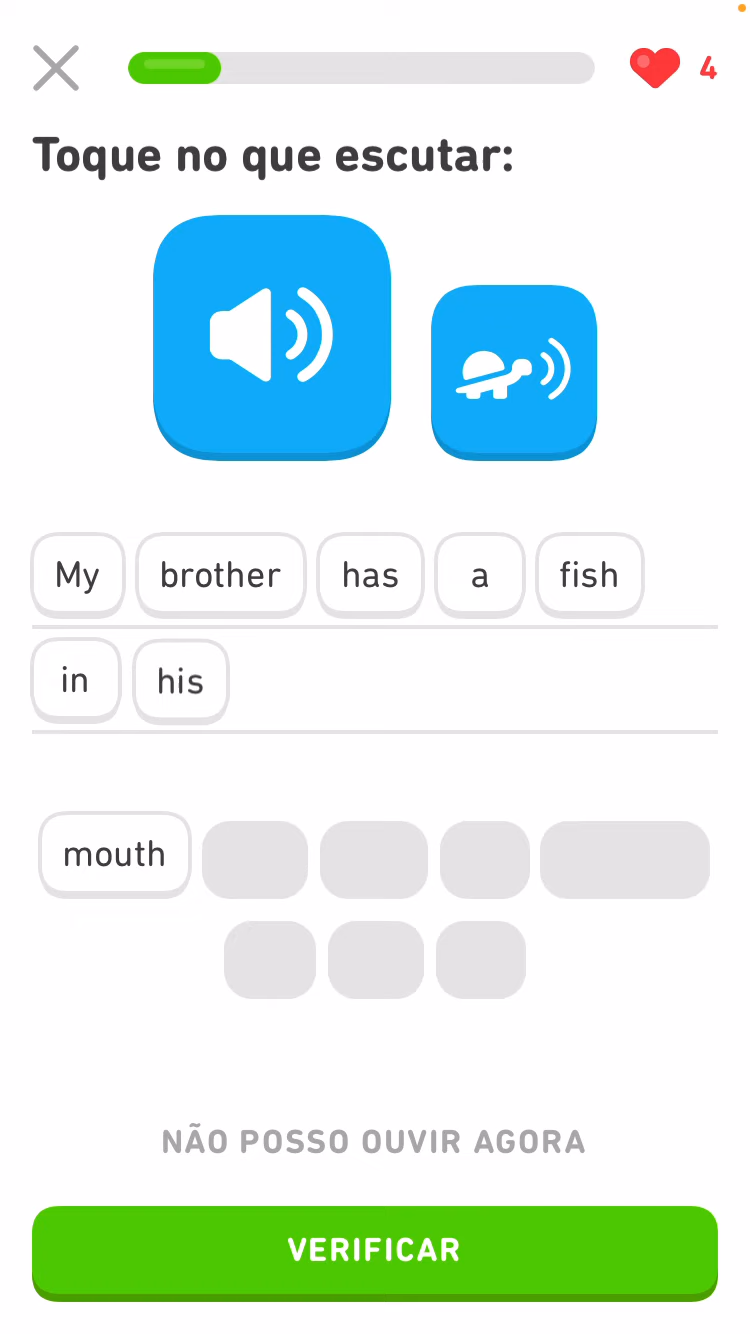 4
Toque no que escutar:
My brother has a fish
in his
mouth
NÃO POSSO OUVIR AGORA
VERIFICAR